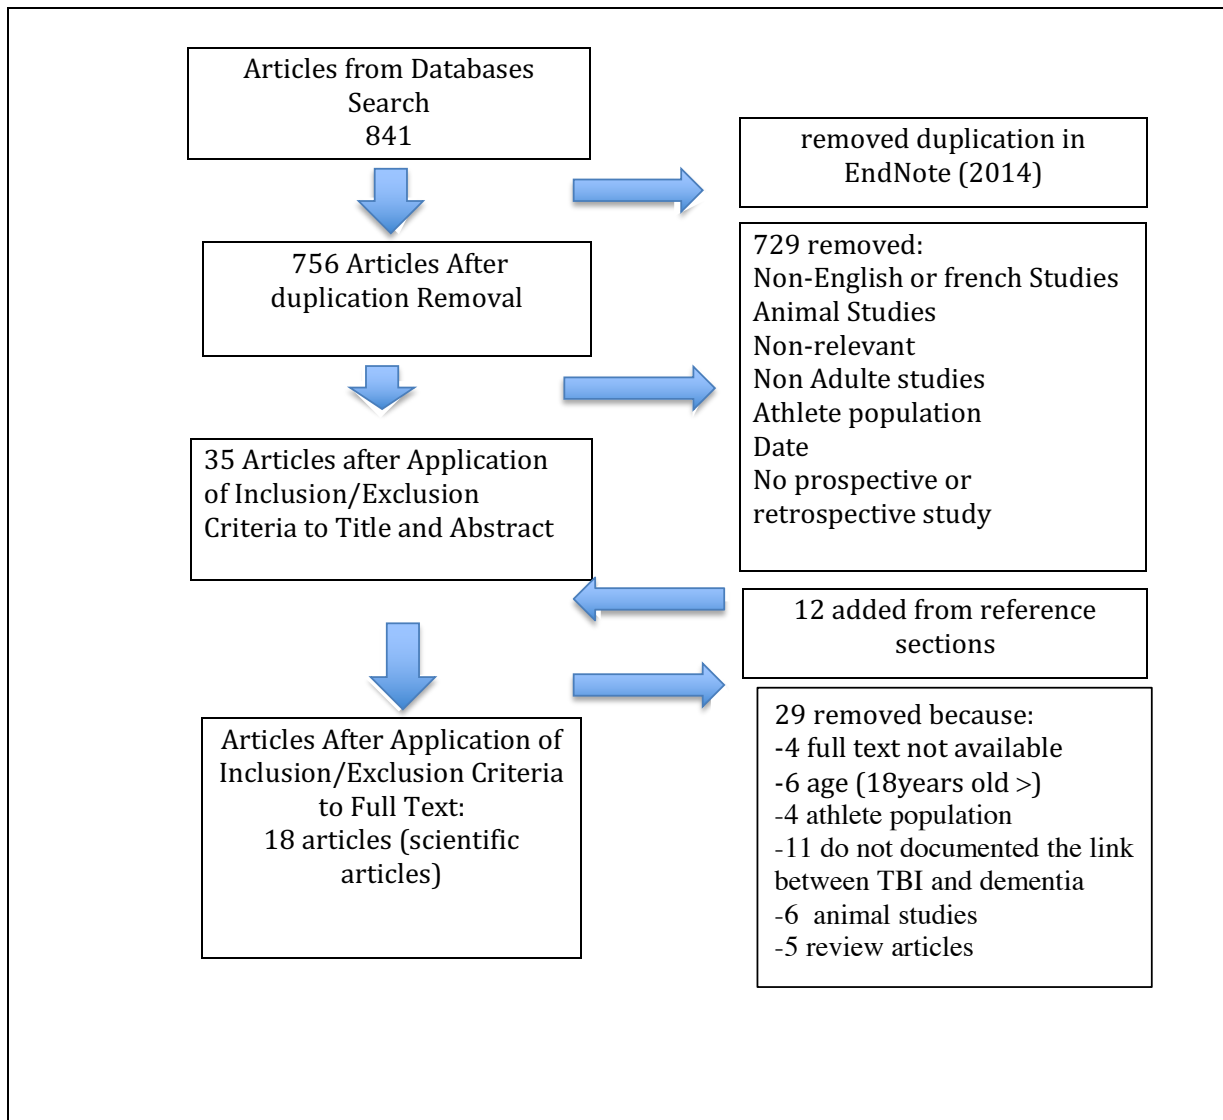 Articles from Databases
Search
841
removed duplication in
EndNote (2014)
756 Articles After
duplication Removal
729 removed:
Non-English or french Studies
Animal Studies
Non-relevant
Non Adulte studies
Athlete population
Date
No prospective or
retrospective study
35 Articles after Application
of Inclusion/Exclusion
Criteria to Title and Abstract
12 added from reference
sections
Articles After Application of
Inclusion/Exclusion Criteria
to Full Text:
18 articles (scientific
articles)
29 removed because:
-4 full text not available
-6 age (18years old >)
-4 athlete population
-11 do not documented the link
between TBI and dementia
-6  animal studies
-5 review articles